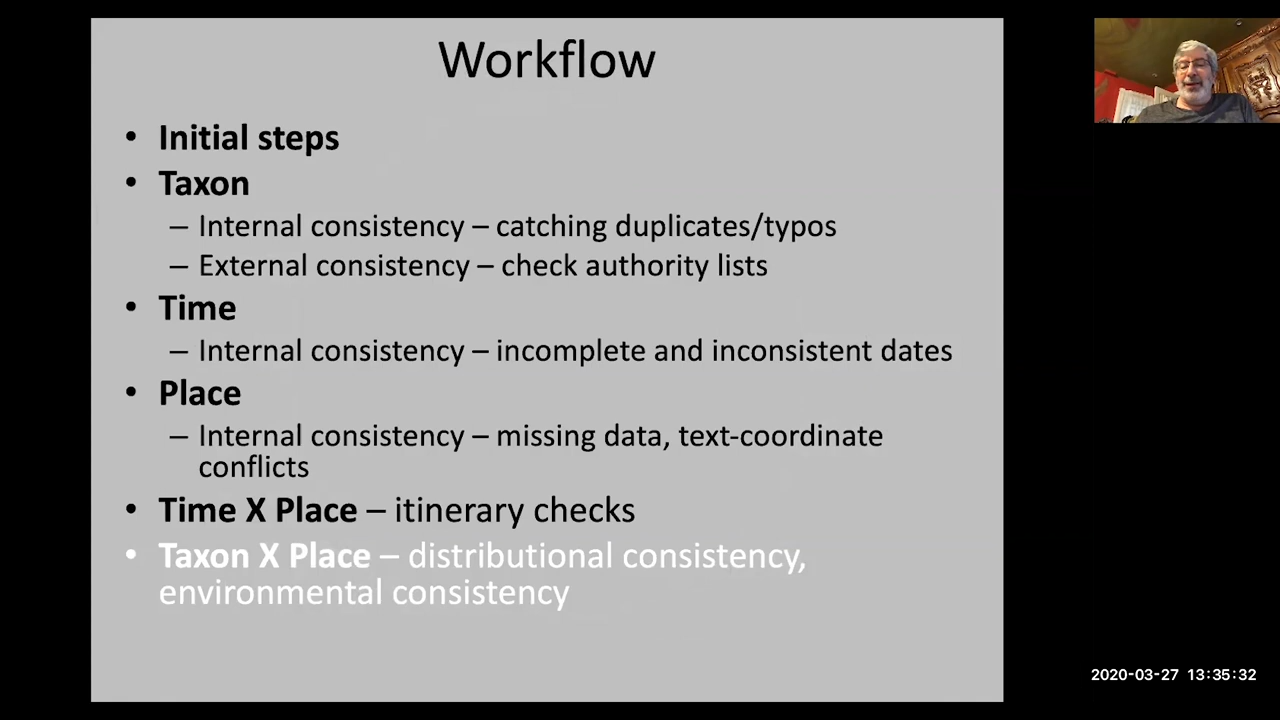 Workflow
• Initial steps
• Taxon
– Internal consistency – catching duplicates/typos
– External consistency – check authority lists
• Time
– Internal consistency – incomplete and inconsistent dates
• Place
– Internal consistency – missing data, text-coordinate
conflicts
• Time X Place – itinerary checks
• Taxon X Place – distributional consistency,
environmental consistency
2020-03-27 13:35:32